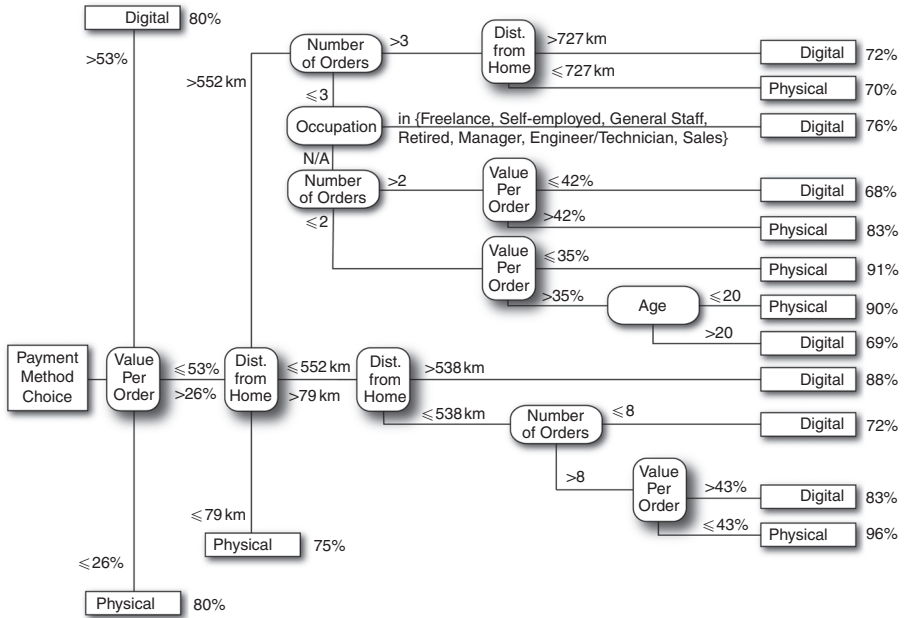 Digital 80%
>53%
>552 km
Number
of Orders
>3
Dist.
from
Home
>727 km
Digital 72%
⩽727 km
Physical 70%
⩽3
Occupation
in {Freelance, Self-employed, General Staff,
Retired, Manager, Engineer/Technician, Sales}
Digital 76%
N/A
Number
of Orders
>2
Value
Per
Order
⩽42%
Digital 68%
>42%
Physical 83%
⩽2
Value
Per
Order
⩽35%
Physical 91%
>35%
Age
⩽20
Physical 90%
>20
Digital 69%
Payment
Method
Choice
Value
Per
Order
⩽53%
>26%
Dist.
from
Home
⩽552 km
>79 km
Dist.
from
Home
>538km
Digital 88%
⩽538km
Number
of Orders
⩽8
Digital 72%
>8
Value
Per
Order
>43%
Digital 83%
⩽43%
Physical 96%
⩽79 km
Physical 75%
⩽26%
Physical 80%